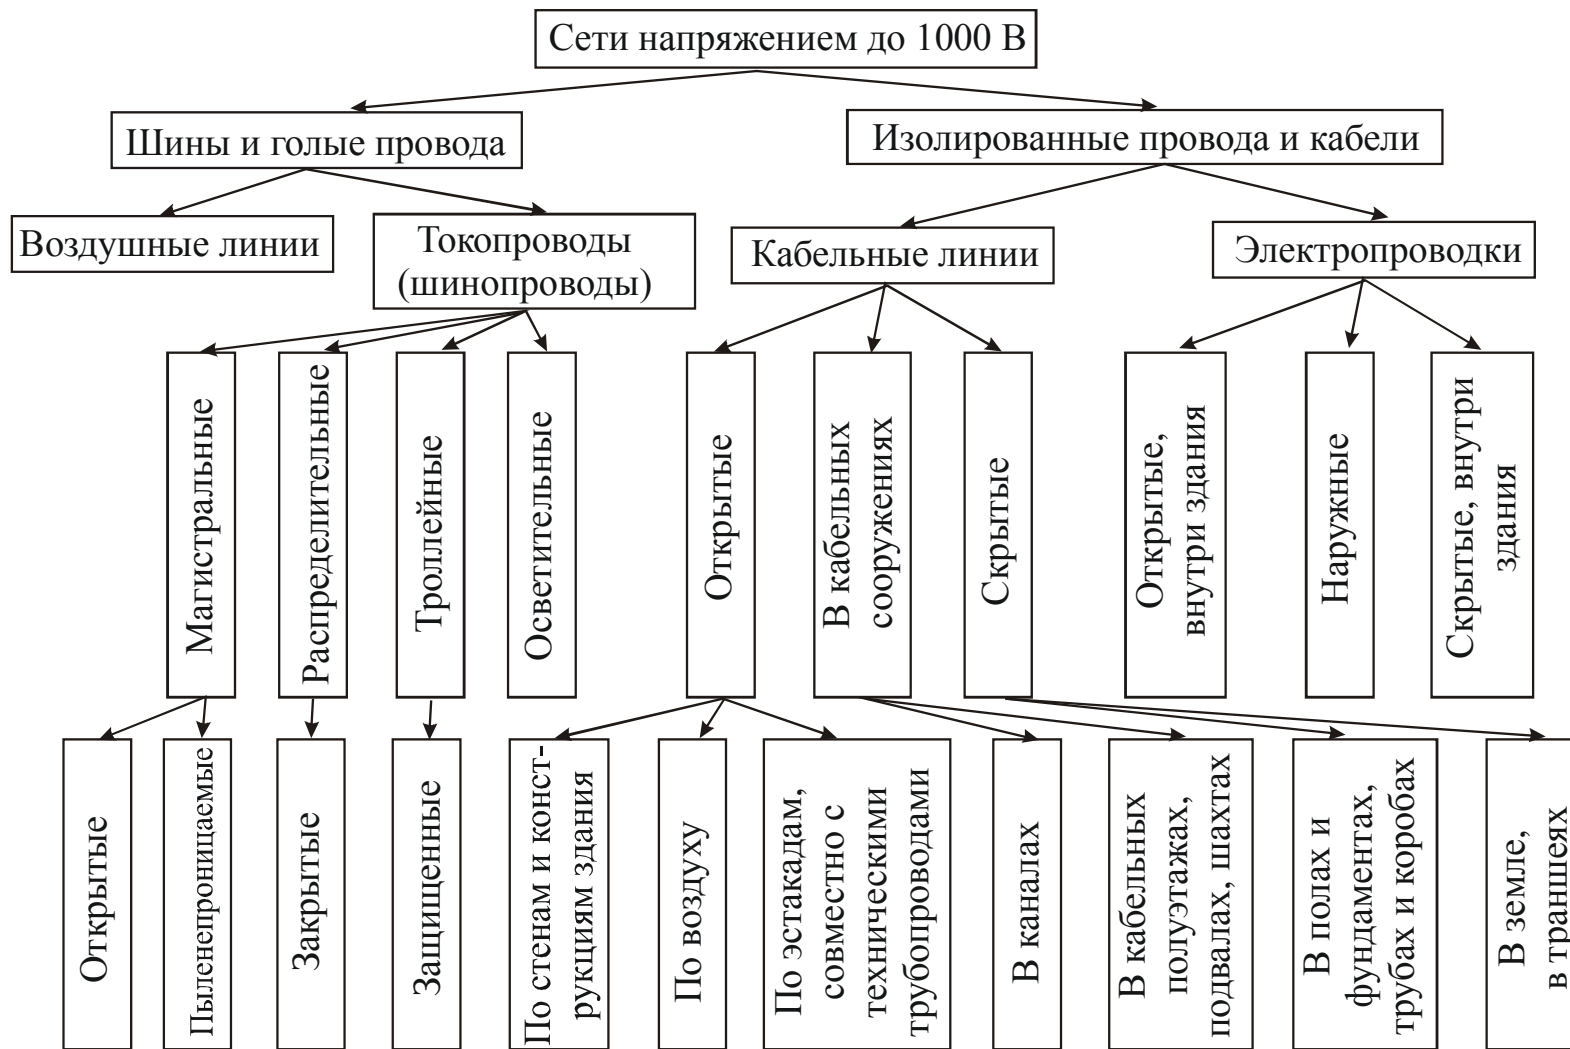 Сети напряжением до 1000 В
Шины и голые провода
Изолированные провода и кабели
Воздушные линии
Токопроводы
(шинопроводы)
Кабельные линии
Электропроводки
Магистральные
Распределительные
Троллейные
Осветительные
Открытые
В кабельных
сооружениях
Скрытые
Открытые,
внутри здания
Наружные
Скрытые, внутри
здания
Открытые
Пыленепроницаемые
Закрытые
Защищенные
По стенам и конст-
рукциям здания
По воздуху
По эстакадам,
совместно с
техническими
трубопроводами
В каналах
В кабельных
полуэтажах,
подвалах, шахтах
В полах и
фундаментах,
трубах и коробах
В земле,
в траншеях